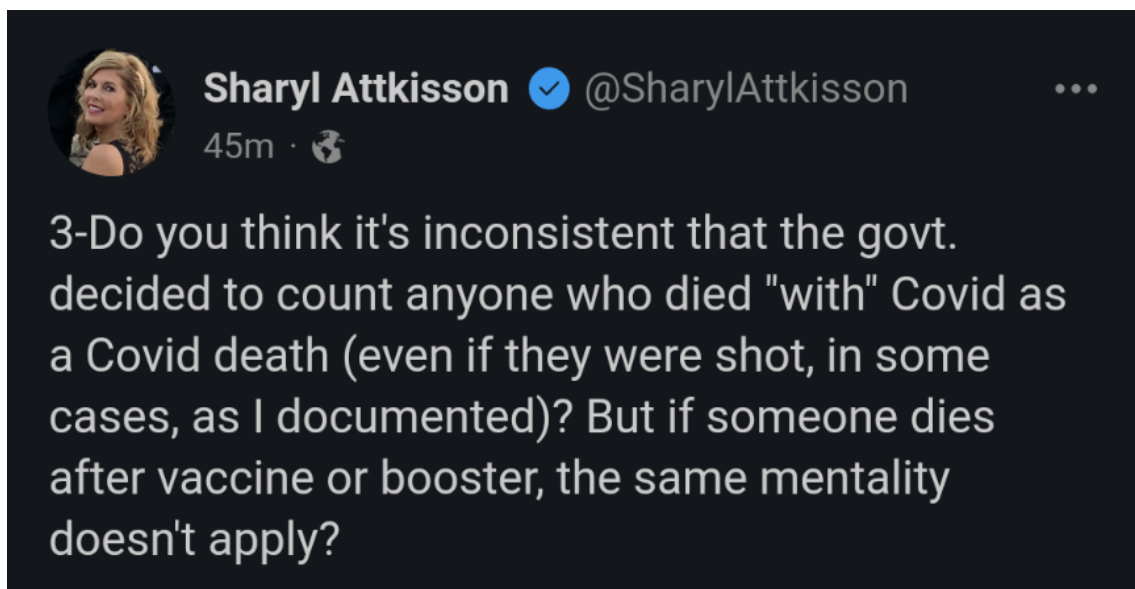 Sharyl Attkisson @SharylAttkisson
45m ·
3-Do you think it's inconsistent that the govt.
decided to count anyone who died "with" Covid as
a Covid death (even if they were shot, in some
cases, as I documented)? But if someone dies
after vaccine or booster, the same mentality
doesn't apply?